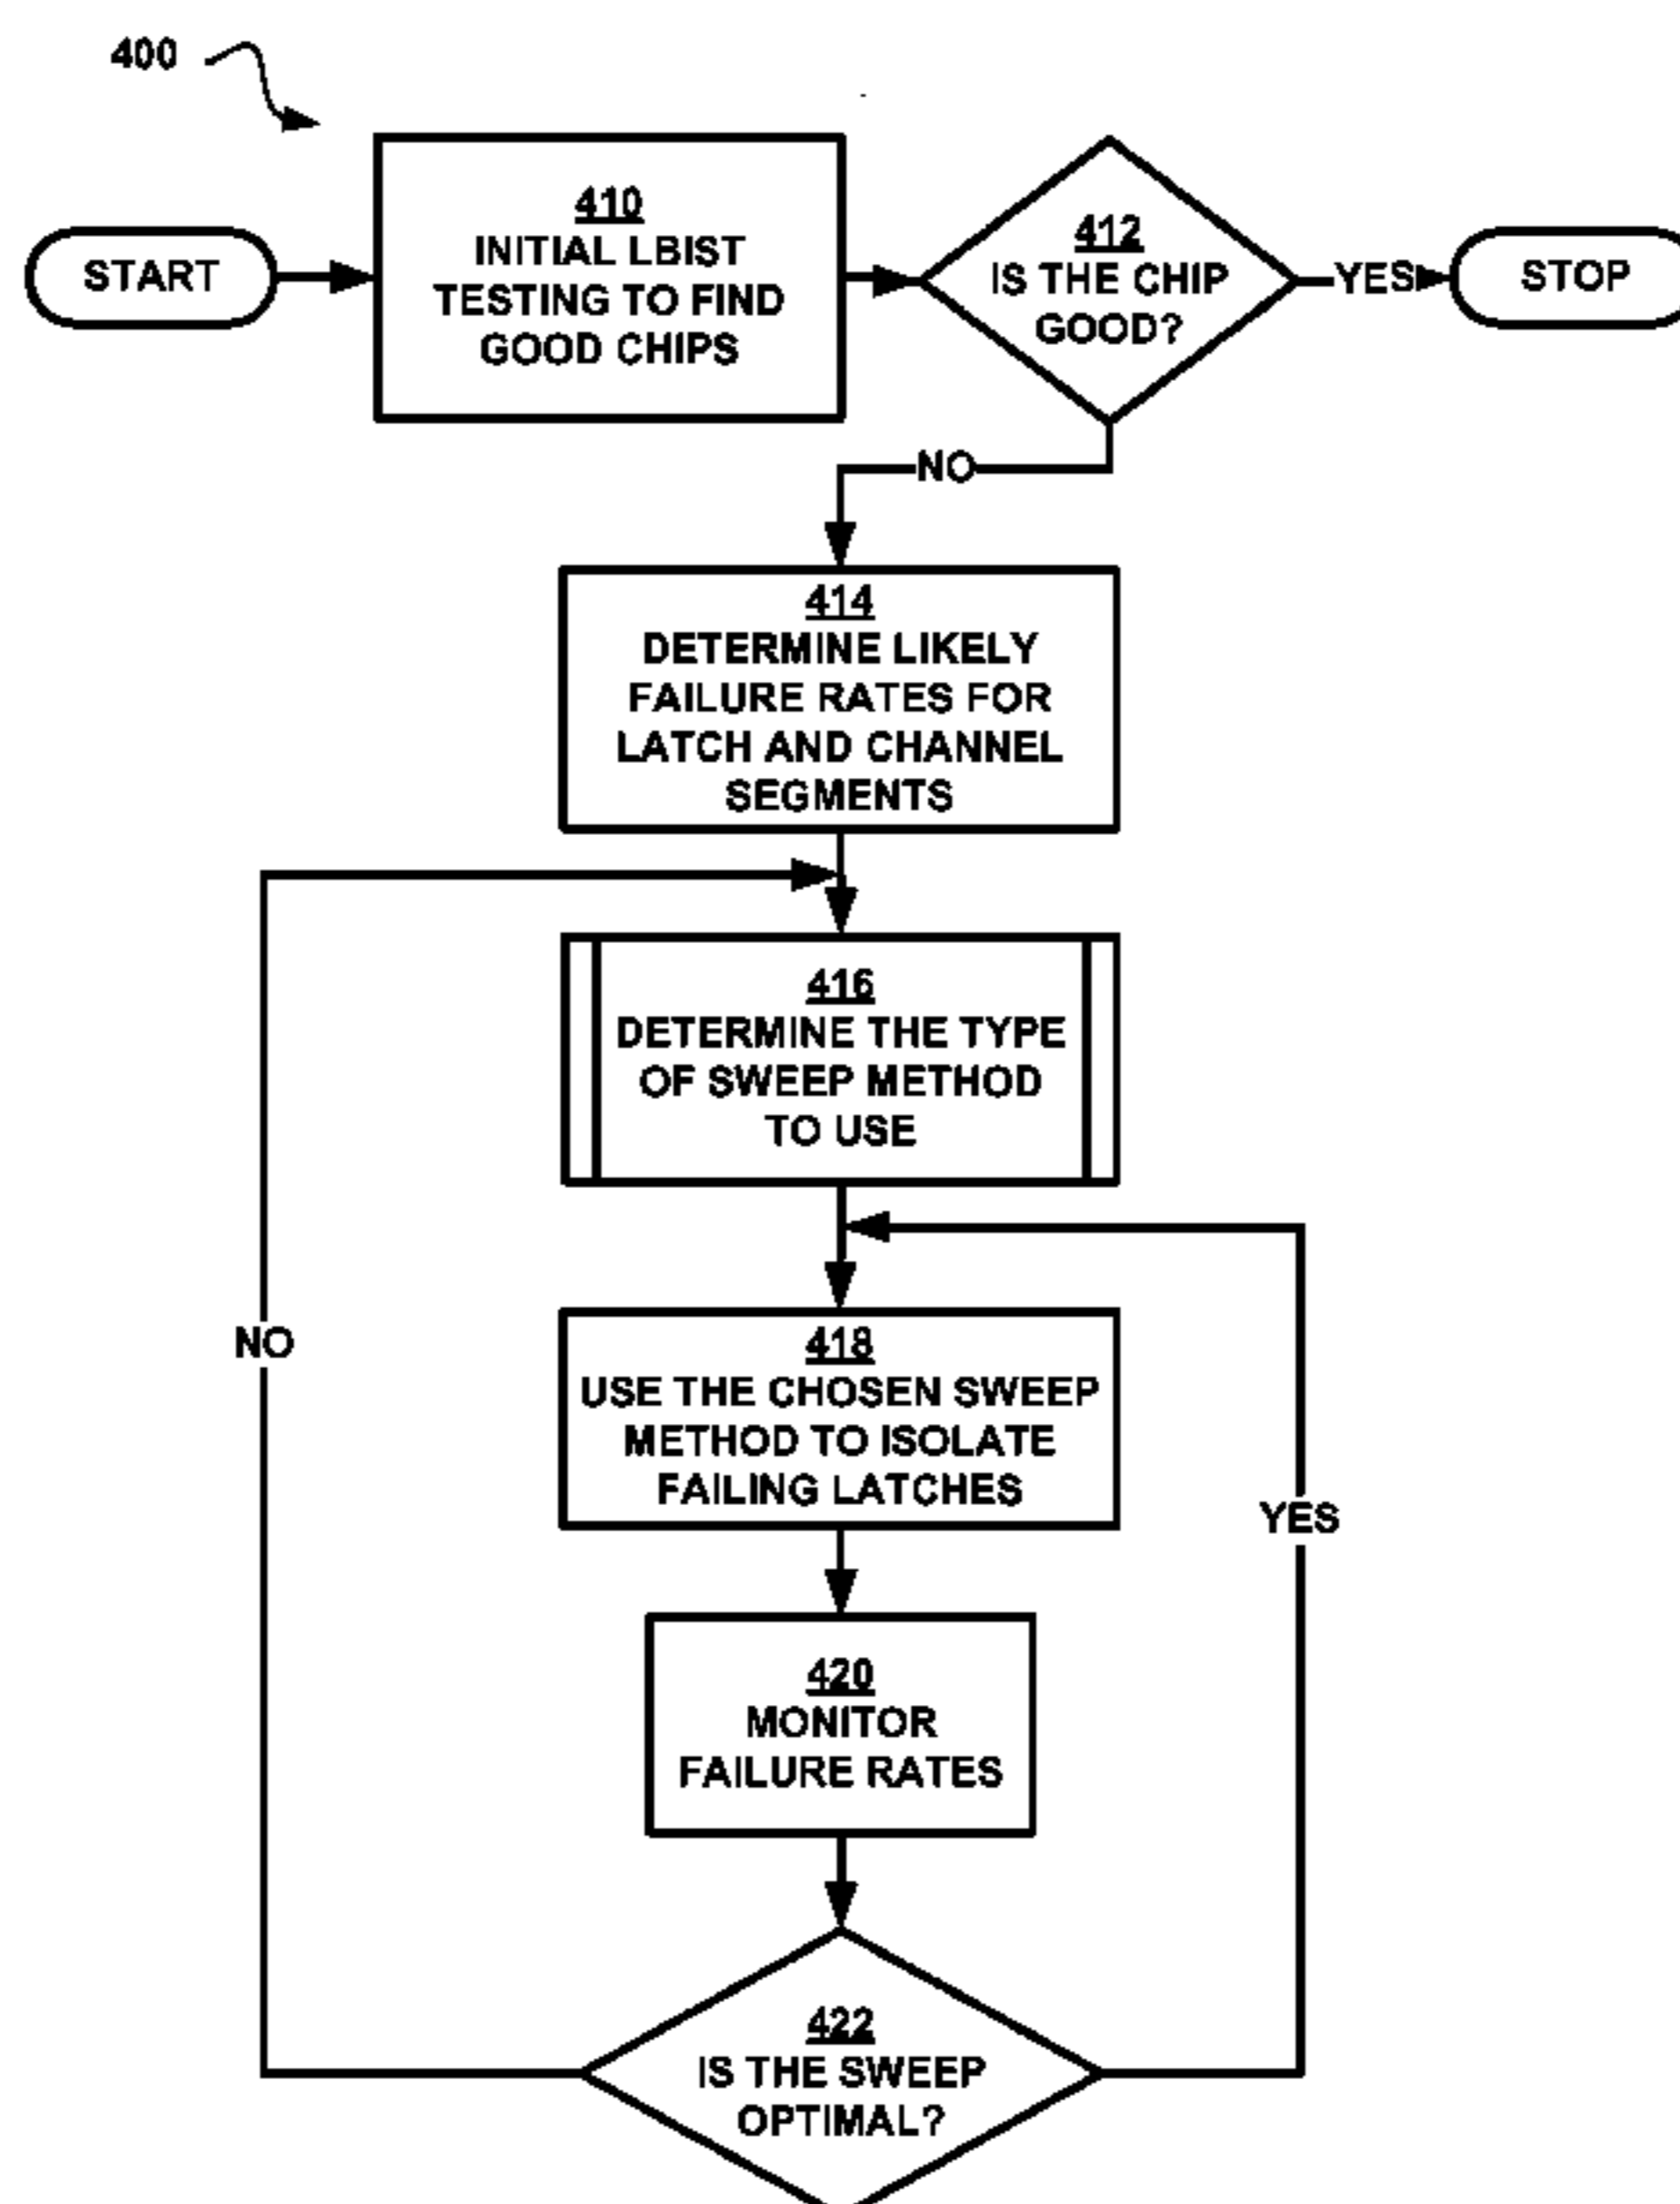 400
START
410
INITIAL LBIST
TESTING TO FIND
GOOD CHIPS
412
IS THE CHIP
GOOD?
YES
STOP
NO
414
DETERMINE LIKELY
FAILURE RATES FOR
LATCH AND CHANNEL
SEGMENTS
416
DETERMINE THE TYPE
OF SWEEP METHOD
TO USE
418
USE THE CHOSEN SWEEP
METHOD TO ISOLATE
FAILING LATCHES
NO
YES
420
MONITOR
FAILURE RATES
422
IS THE SWEEP
OPTIMAL?